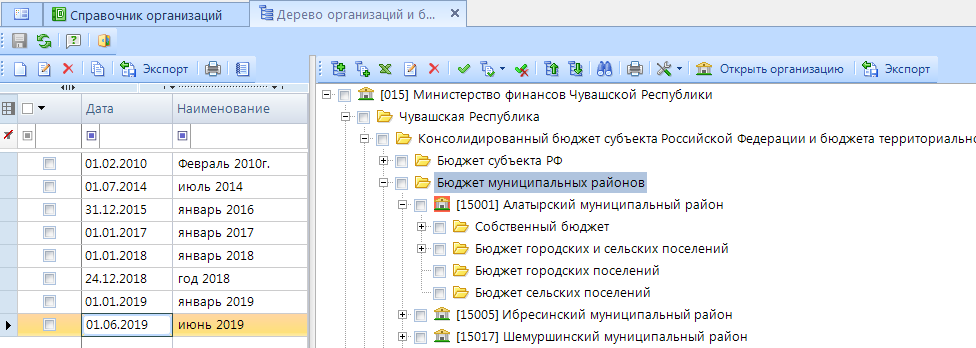 Справочник организаций
Дерево организаций и б...
Экспорт
Открыть организацию
Экспорт
Дата Наименование
01.02.2010 Февраль 2010г.
01.07.2014 июль 2014
31.12.2015 январь 2016
01.01.2017 январь 2017
01.01.2018 январь 2018
24.12.2018 год 2018
01.01.2019 январь 2019
01.06.2019 июнь 2019
[015] Министерство финансов Чувашской Республики
Чувашская Республика
Консолидированный бюджет субъекта Российской Федерации и бюджета территориально
Бюджет субъекта РФ
Бюджет муниципальных районов
[15001] Алатырский муниципальный район
Собственный бюджет
Бюджет городских и сельских поселений
Бюджет городских поселений
Бюджет сельских поселений
[15005] Ибресинский муниципальный район
[15017] Шемуршинский муниципальный район